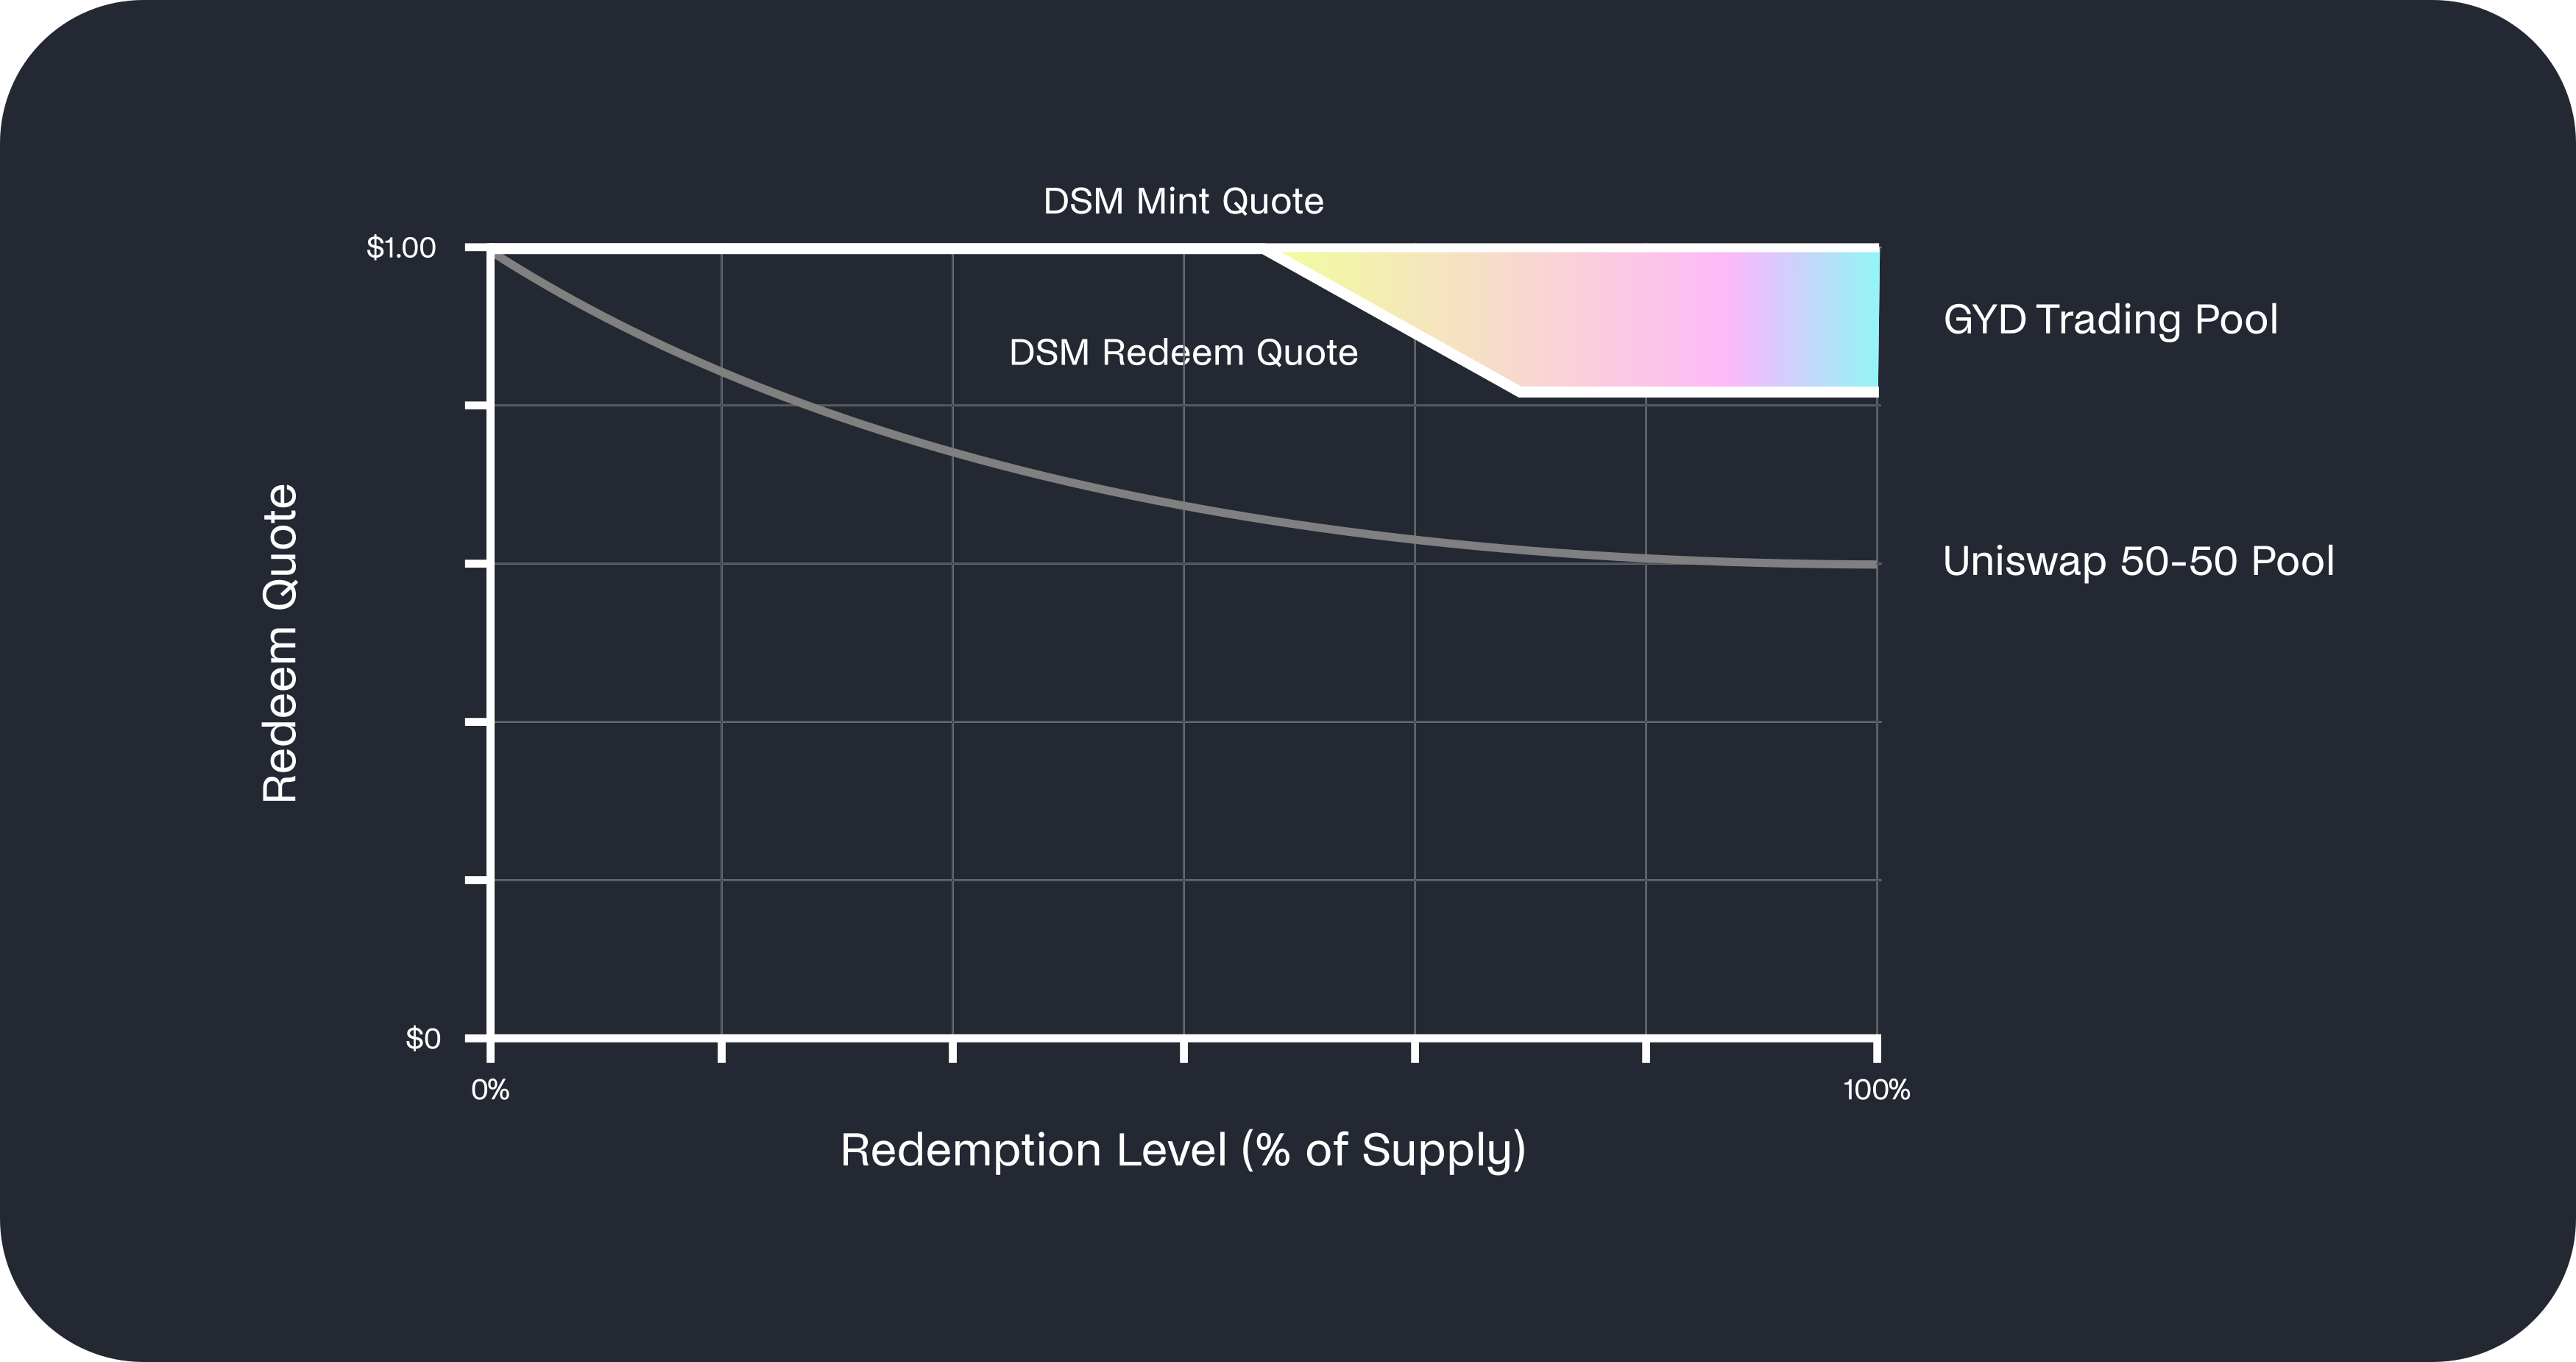 DSM Mint Quote
$1.00
GYD Trading Pool
DSM Redeem Quote
Redeem Quote
Uniswap 50-50 Pool
$0
0%
100%
Redemption Level (% of Supply)